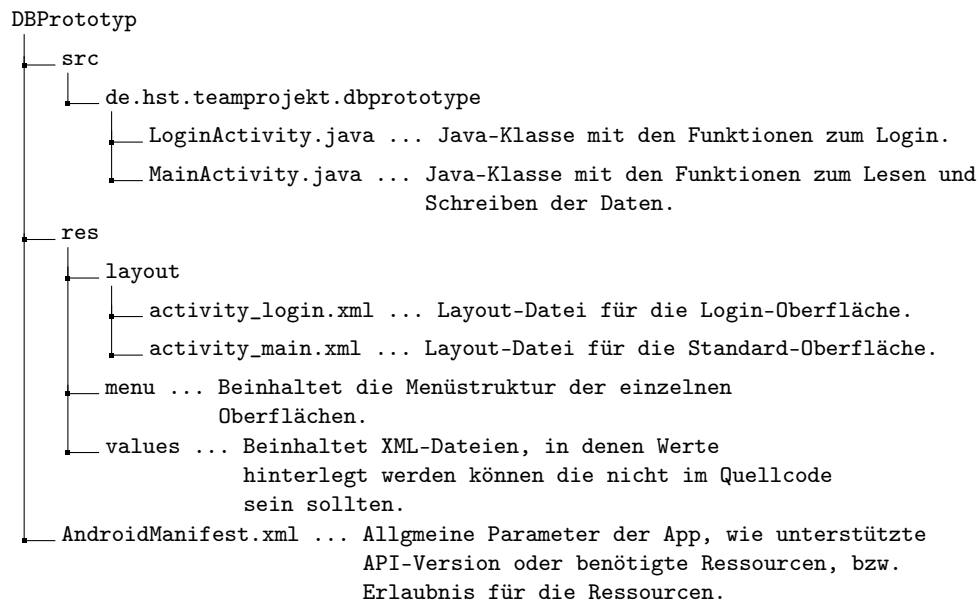 DBPrototyp
src
de.hst.teamprojekt.dbprototype
LoginActivity.java ... Java-Klasse mit den Funktionen zum Login.
MainActivity.java ... Java-Klasse mit den Funktionen zum Lesen und
Schreiben der Daten.
res
layout
activity_login.xml ... Layout-Datei für die Login-Oberfläche.
activity_main.xml ... Layout-Datei für die Standard-Oberfläche.
menu ... Beinhaltet die Menüstruktur der einzelnen
Oberflächen.
values ... Beinhaltet XML-Dateien, in denen Werte
hinterlegt werden können die nicht im Quellcode
sein sollten.
AndroidManifest.xml ... Allgmeine Parameter der App, wie unterstützte
API-Version oder benötigte Ressourcen, bzw.
Erlaubnis für die Ressourcen.